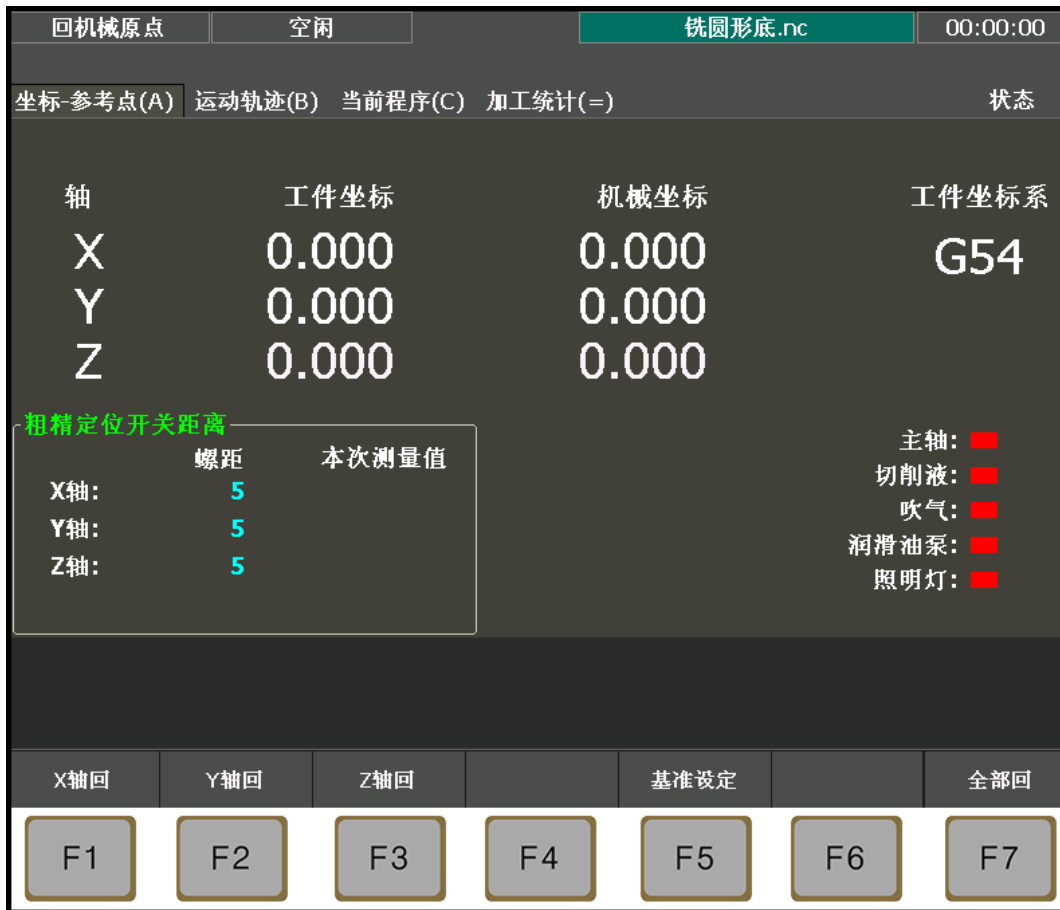 回机械原点 空闲 铣圆形底.nc 00:00:00
坐标-参考点(A) 运动轨迹(B) 当前程序(C) 加工统计(=) 状态
轴 工件坐标 机械坐标 工件坐标系
X 0.000 0.000 G54
Y 0.000 0.000
Z 0.000 0.000
粗精定位开关距离
螺距 本次测量值
X轴: 5
Y轴: 5
Z轴: 5
主轴:
切削液:
吹气:
润滑油泵:
照明灯:
X轴回 Y轴回 Z轴回 基准设定 全部回
F1 F2 F3 F4 F5 F6 F7